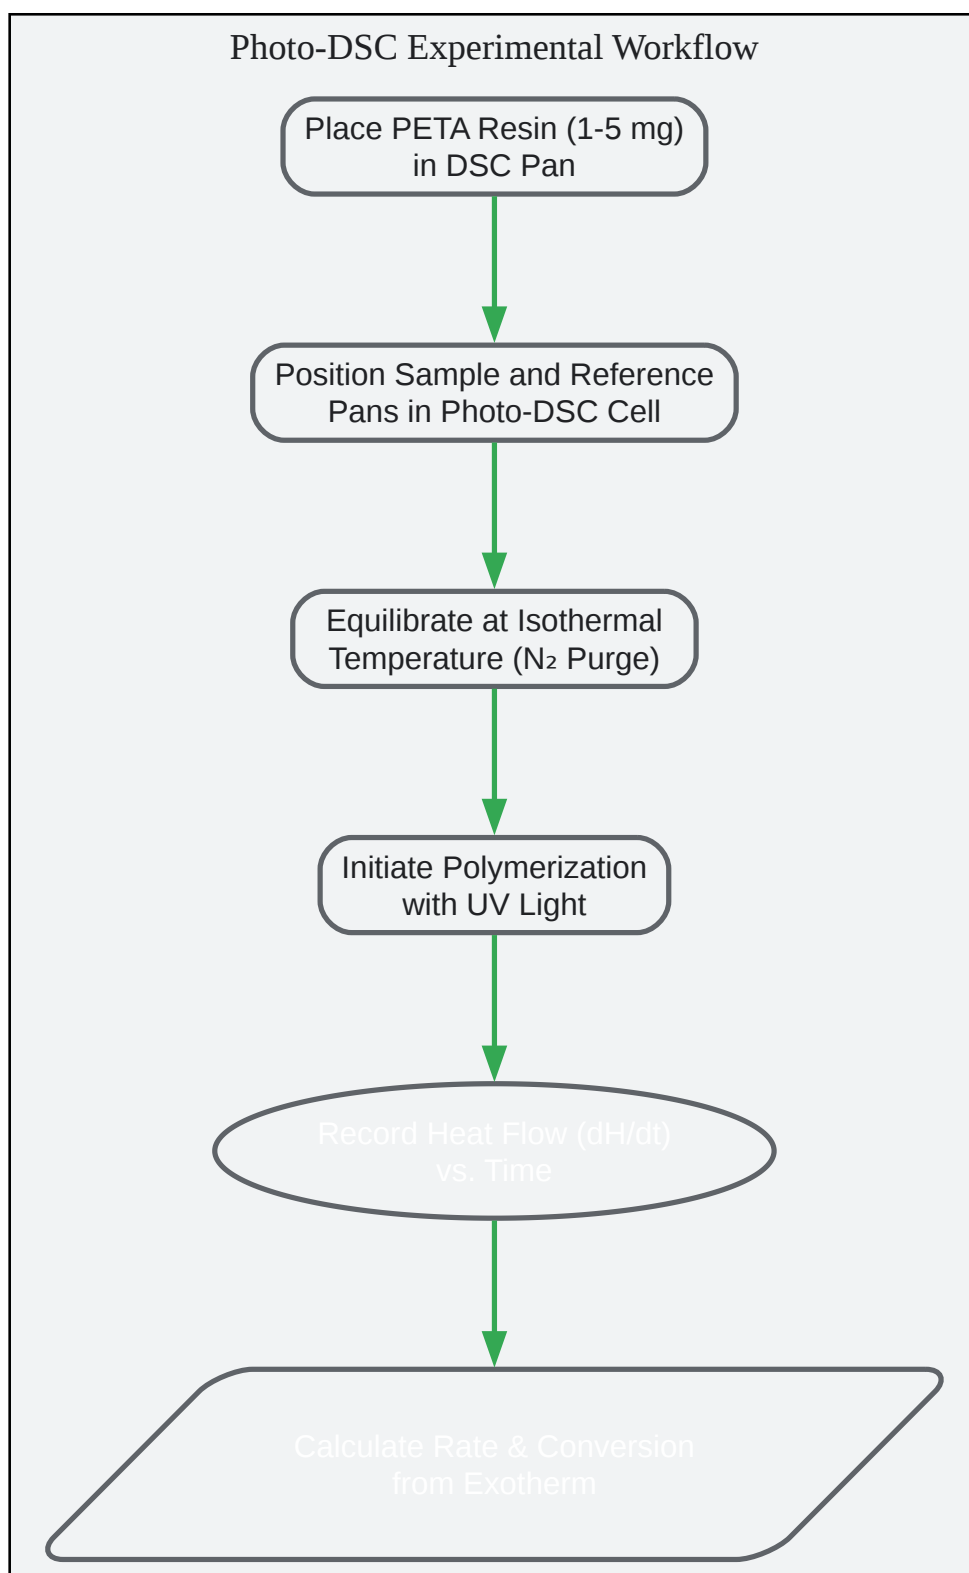 Photo-DSC Experimental Workflow
Place PETA Resin (1-5 mg)
in DSC Pan
Position Sample and Reference
Pans in Photo-DSC Cell
Equilibrate at Isothermal
Temperature (N₂ Purge)
Initiate Polymerization
with UV Light
Record Heat Flow (dH/dt)
vs. Time
Calculate Rate & Conversion
from Exotherm